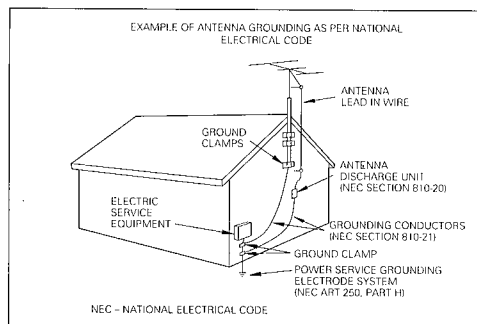 EXAMPLE OF ANTENNA GROUNDING AS PER NATIONAL
ELECTRICAL CODE
ANTENNA
LEAD IN WIRE
GROUND
CLAMPS
ANTENNA
DISCHARGE UNIT
(NEC SECTION 810-20)
ELECTRIC
SERVICE
EQUIPMENT
GROUNDING CONDUCTORS
(NEC SECTION 810-21)
GROUND CLAMP
POWER SERVICE GROUNDING
ELECTRODE SYSTEM
(NEC ART 250, PART H)
NEC – NATIONAL ELECTRICAL CODE